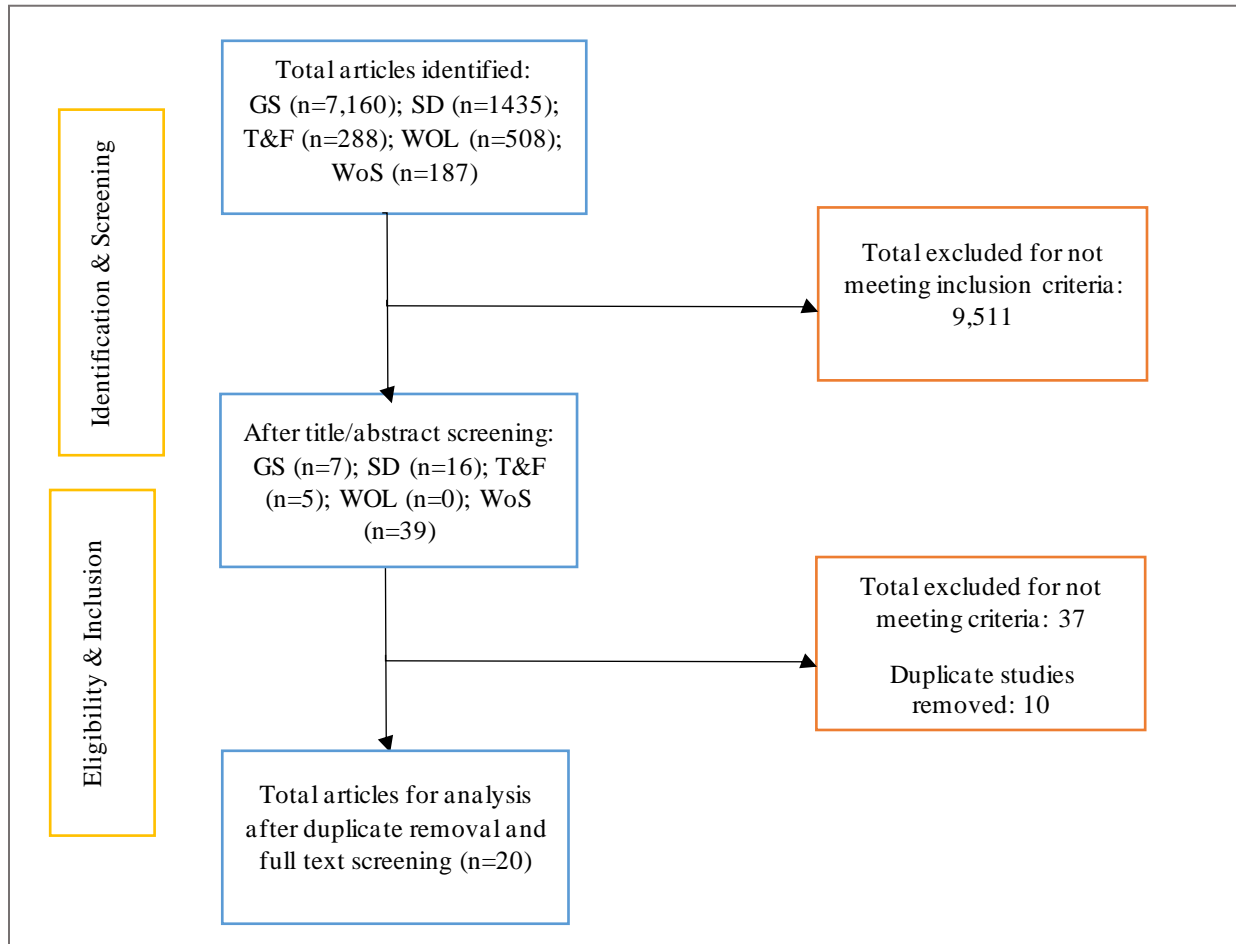 Total articles identified:
GS (n=7,160); SD (n=1435);
T&F (n=288); WOL (n=508);
WoS (n=187)
Identification & Screening
Total excluded for not
meeting inclusion criteria:
9,511
After title/abstract screening:
GS (n=7); SD (n=16); T&F
(n=5); WOL (n=0); WoS
(n=39)
Eligibility & Inclusion
Total excluded for not
meeting criteria: 37
Duplicate studies
removed: 10
Total articles for analysis
after duplicate removal and
full text screening (n=20)